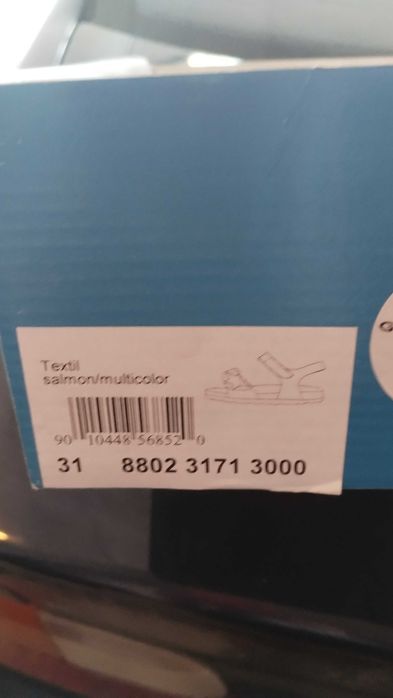 Textil
salmon/multicolor
90 10448 56852 0
31 8802 3171 3000